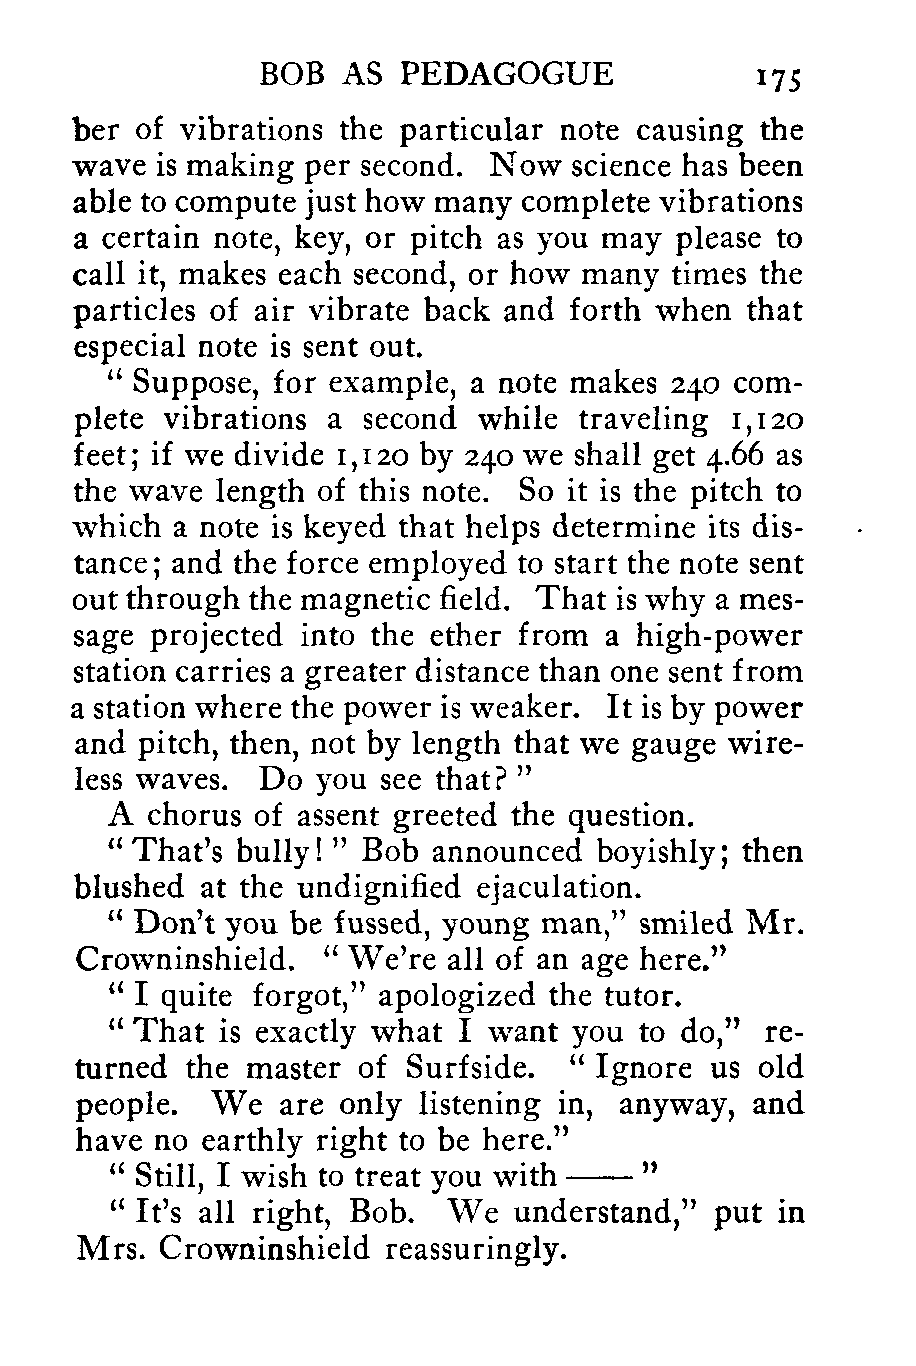 BOB AS PEDAGOGUE 175
ber of vibrations the particular note causing the
wave is making per second. Now science has been
able to compute just how many complete vibrations
a certain note, key, or pitch as you may please to
call it, makes each second, or how many times the
particles of air vibrate back and forth when that
especial note is sent out.
“ Suppose, for example, a note makes 240 com-
plete vibrations a second while traveling 1,120
feet; if we divide 1,120 by 240 we shall get 4.66 as
the wave length of this note. So it is the pitch to
which a note is keyed that helps determine its dis-
tance; and the force employed to start the note sent
out through the magnetic field. That is why a mes-
sage projected into the ether from a high-power
station carries a greater distance than one sent from
a station where the power is weaker. It is by power
and pitch, then, not by length that we gauge wire-
less waves. Do you see that? ”
A chorus of assent greeted the question.
“ That's bully! ” Bob announced boyishly; then
blushed at the undignified ejaculation.
“ Don't you be fussed, young man,” smiled Mr.
Crowninshield. “ We're all of an age here.”
“ I quite forgot,” apologized the tutor.
“ That is exactly what I want you to do,” re-
turned the master of Surfside. “ Ignore us old
people. We are only listening in, anyway, and
have no earthly right to be here.”
“ Still, I wish to treat you with —— ”
“ It's all right, Bob. We understand,” put in
Mrs. Crowninshield reassuringly.